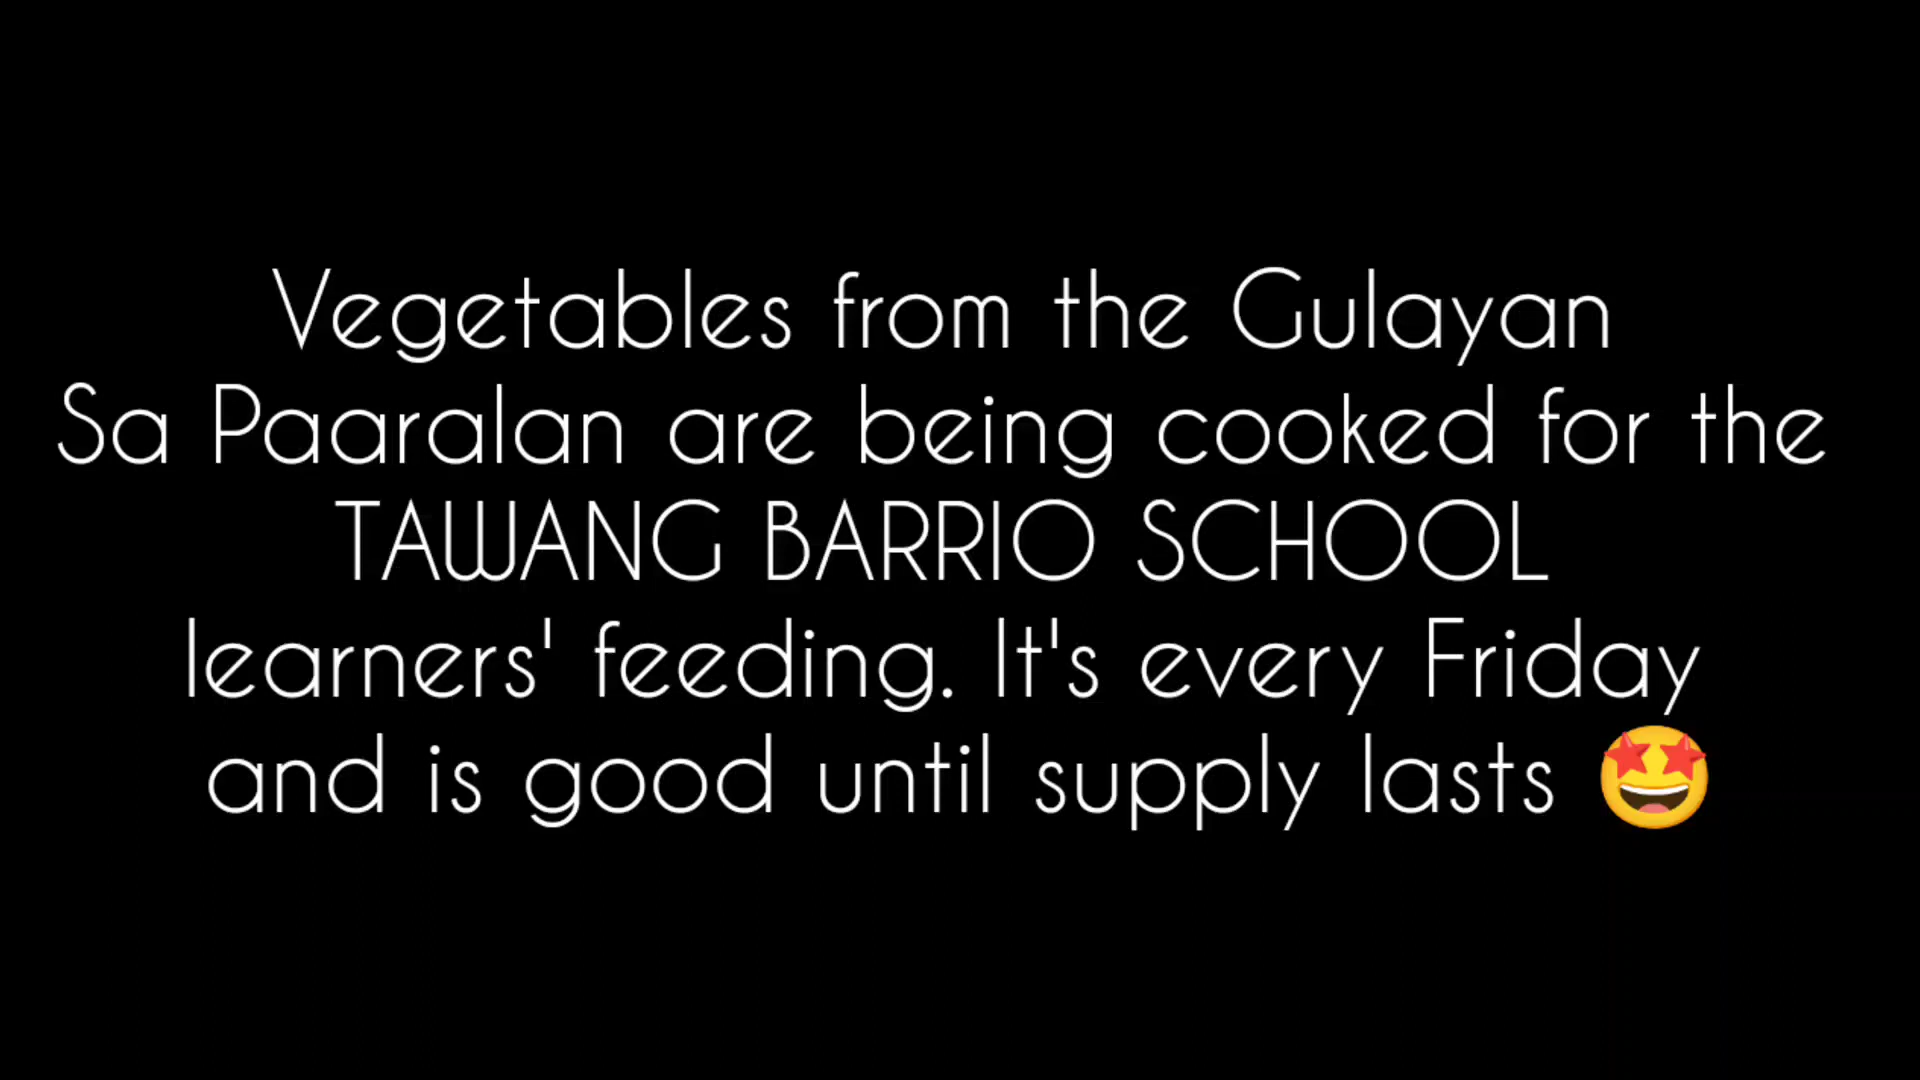 Vegetables from the Gulayan
Sa Paaralan are being cooked for the
TAWANG BARRIO SCHOOL
learners' feeding. It's every Friday
and is good until supply lasts 🤩